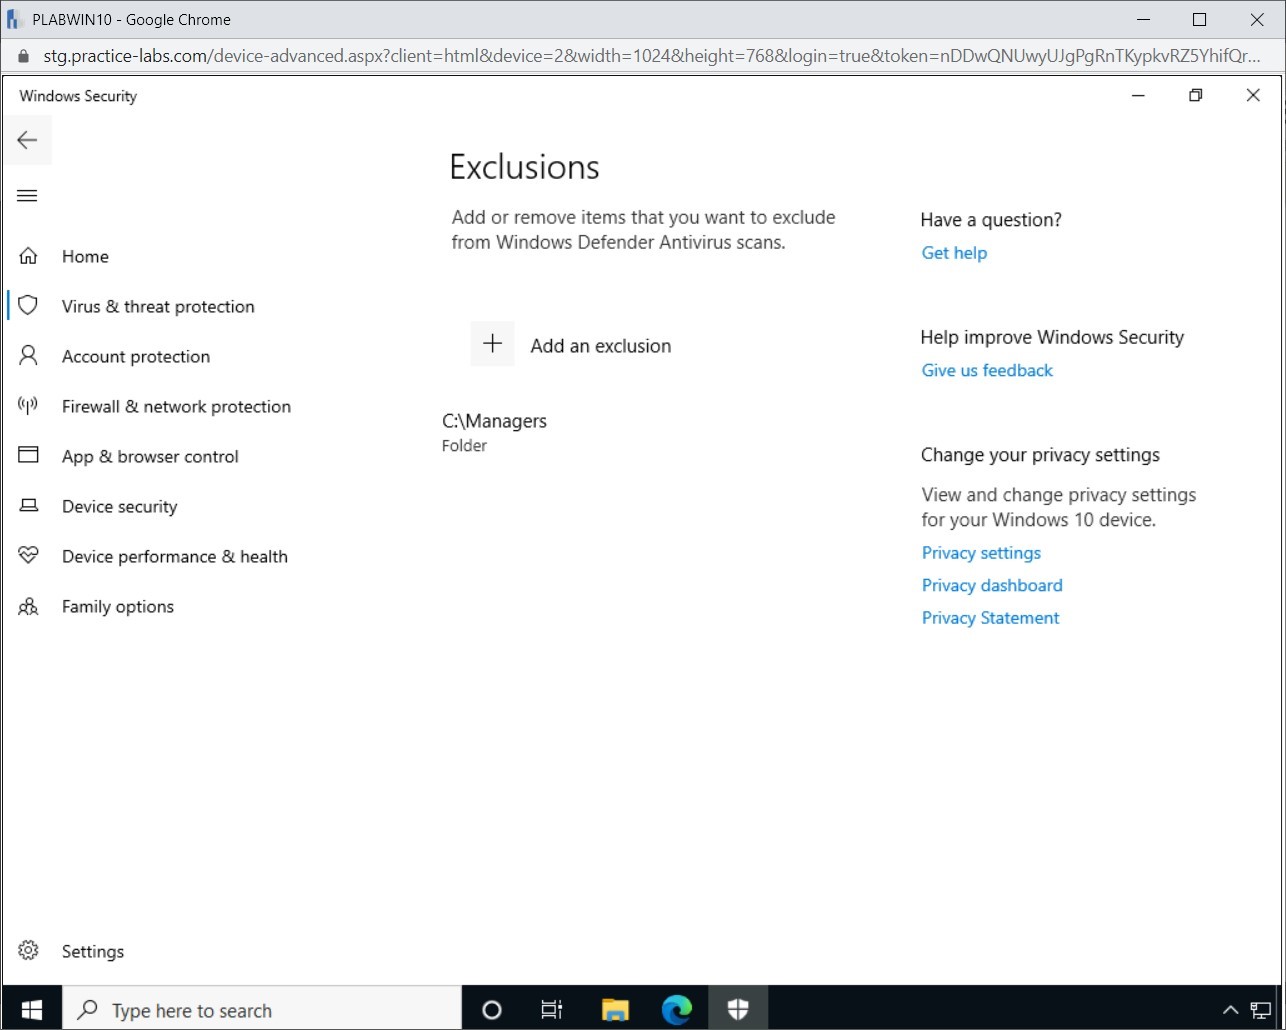 PLABWIN10 - Google Chrome
stg.practice-labs.com/device-advanced.aspx?client=html&device=2&width=1024&height=768&login=true&token=nDDwQNUwyUJgPgRnTKypkvRZ5YhifQr...
Windows Security
Exclusions
Add or remove items that you want to exclude
from Windows Defender Antivirus scans.
Add an exclusion
C:\Managers
Folder
Home
Virus & threat protection
Account protection
Firewall & network protection
App & browser control
Device security
Device performance & health
Family options
Settings
Have a question?
Get help
Help improve Windows Security
Give us feedback
Change your privacy settings
View and change privacy settings
for your Windows 10 device.
Privacy settings
Privacy dashboard
Privacy Statement
Type here to search